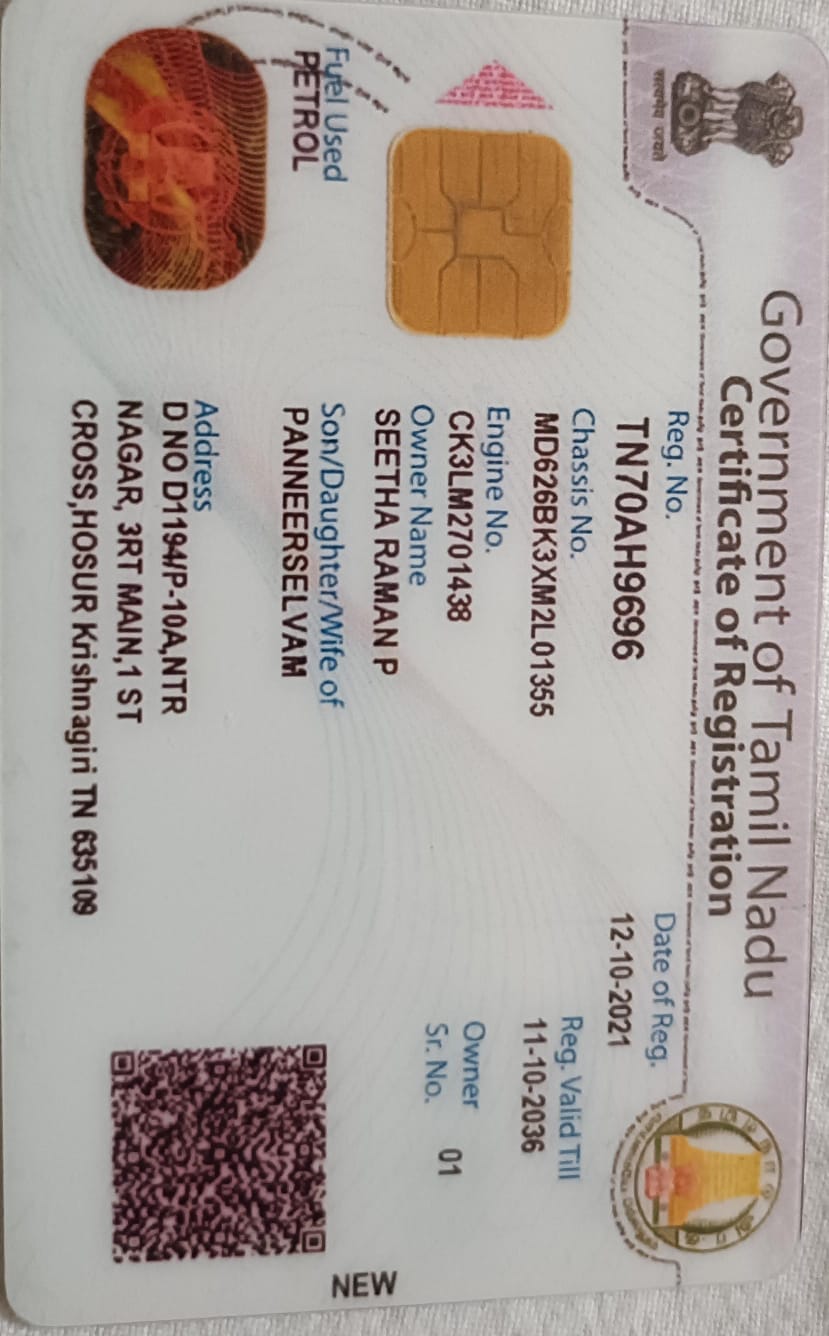 Government of Tamil Nadu
Certificate of Registration
सत्यमेव जयते
Reg. No.
TN70AH9696
Date of Reg.
12-10-2021
Chassis No.
MD626BK3XM2L01355
Reg. Valid Till
11-10-2036
Engine No.
CK3LM2701438
Owner
Sr. No. 01
Owner Name
SEETHA RAMAN P
Fuel Used
PETROL
Son/Daughter/Wife of
PANNEERSELVAM
Address
D NO D1194/P-10A,NTR
NAGAR, 3RT MAIN,1 ST
CROSS,HOSUR Krishnagiri TN 635109
NEW